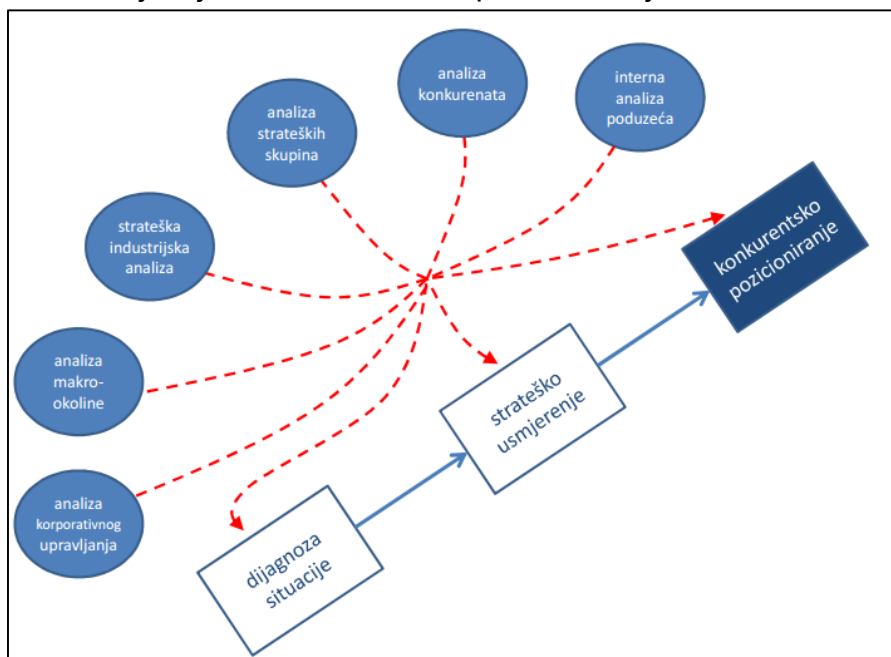 analiza
konkurenata
interna
analiza
poduzeća
analiza
strateških
skupina
strateška
industrijska
analiza
konkurentsko
pozicioniranje
analiza
makro-
okoline
strateško
usmjerenje
analiza
korporativnog
upravljanja
dijagnoza
situacije